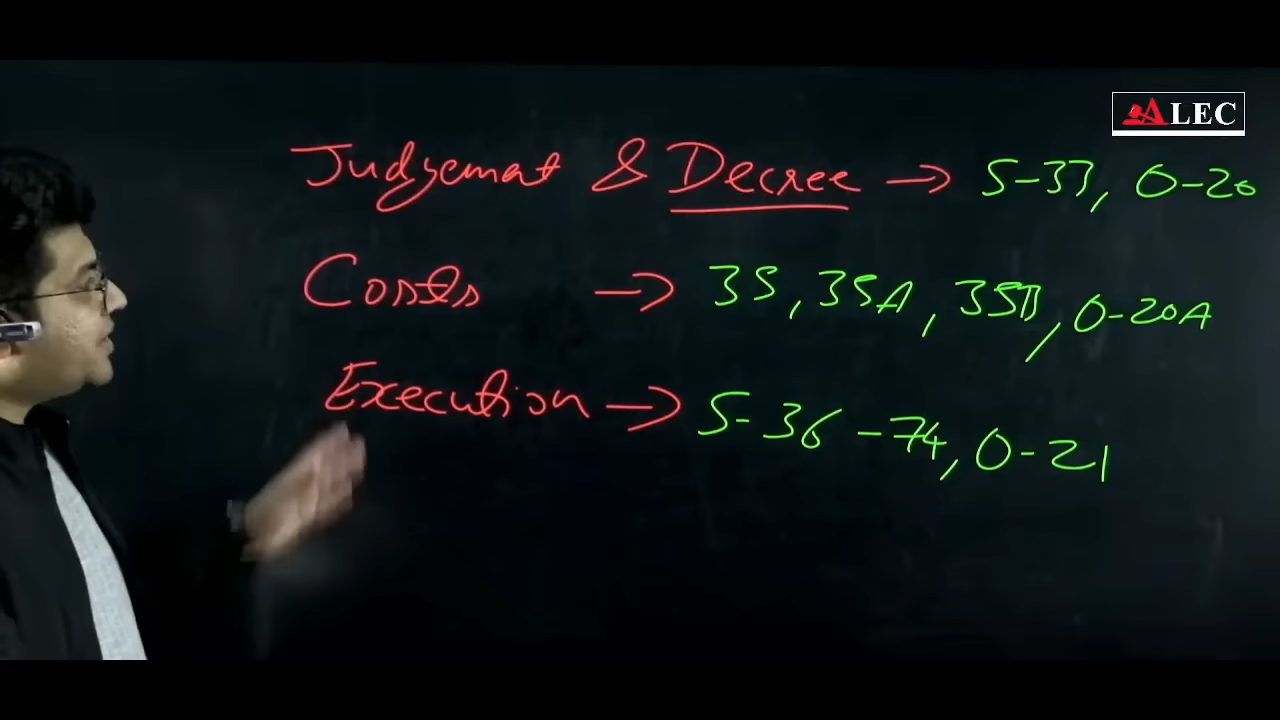 ALEC
Judgement & Decree → S-33, O-20
Costs → 35, 35A, 35B, O-20A
Execution → S-36-74, O-21